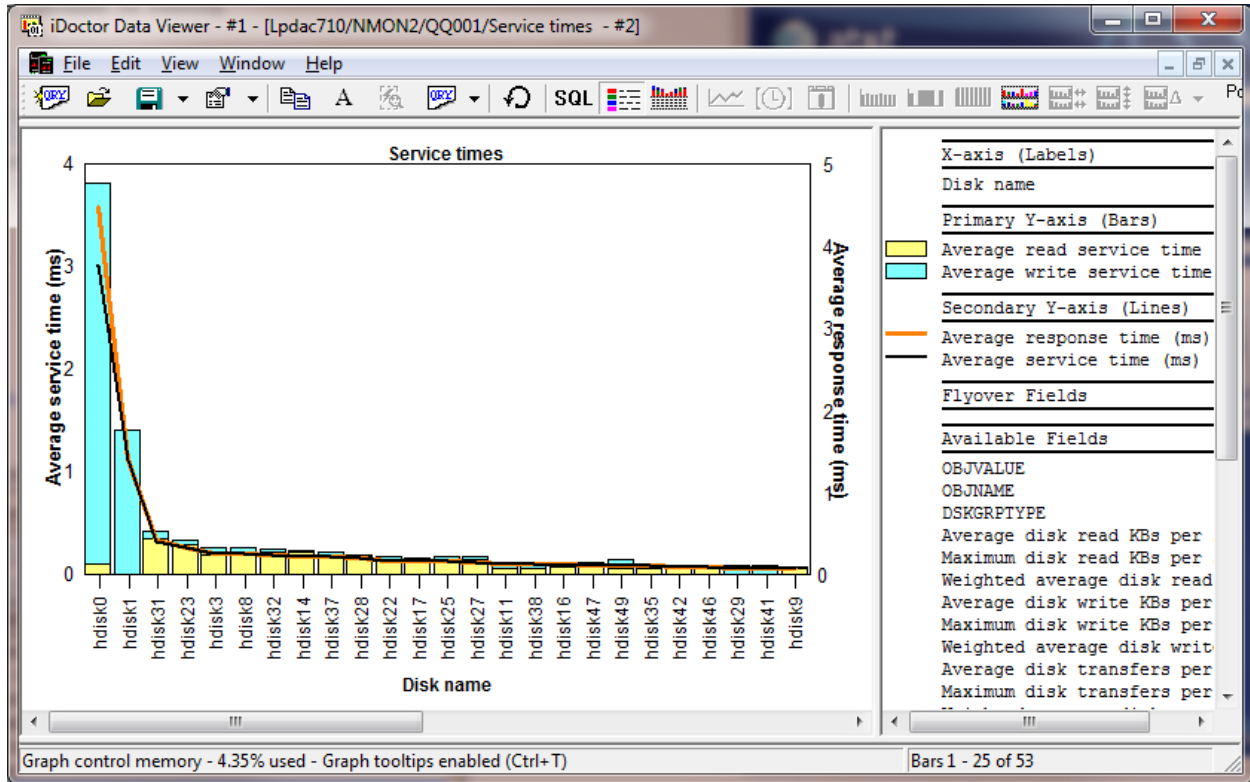 iDoctor Data Viewer - #1 - [Lpdac710/NMON2/QQ001/Service times - #2]
File Edit View Window Help
QRY A QRY SQL Po
Service times
4
3
2
1
0
Average service time (ms)
5
4
3
2
1
0
Average response time (ms)
hdisk0
hdisk1
hdisk31
hdisk23
hdisk3
hdisk8
hdisk32
hdisk14
hdisk37
hdisk28
hdisk22
hdisk17
hdisk25
hdisk27
hdisk11
hdisk38
hdisk16
hdisk47
hdisk49
hdisk35
hdisk42
hdisk46
hdisk29
hdisk41
hdisk9
Disk name
X-axis (Labels)
Disk name
Primary Y-axis (Bars)
Average read service time
Average write service time
Secondary Y-axis (Lines)
Average response time (ms)
Average service time (ms)
Flyover Fields
Available Fields
OBJVALUE
OBJNAME
DSKGRPTYPE
Average disk read KBs per
Maximum disk read KBs per
Weighted average disk read
Average disk write KBs per
Maximum disk write KBs per
Weighted average disk writ
Average disk transfers per
Maximum disk transfers per
Graph control memory - 4.35% used - Graph tooltips enabled (Ctrl+T)
Bars 1 - 25 of 53